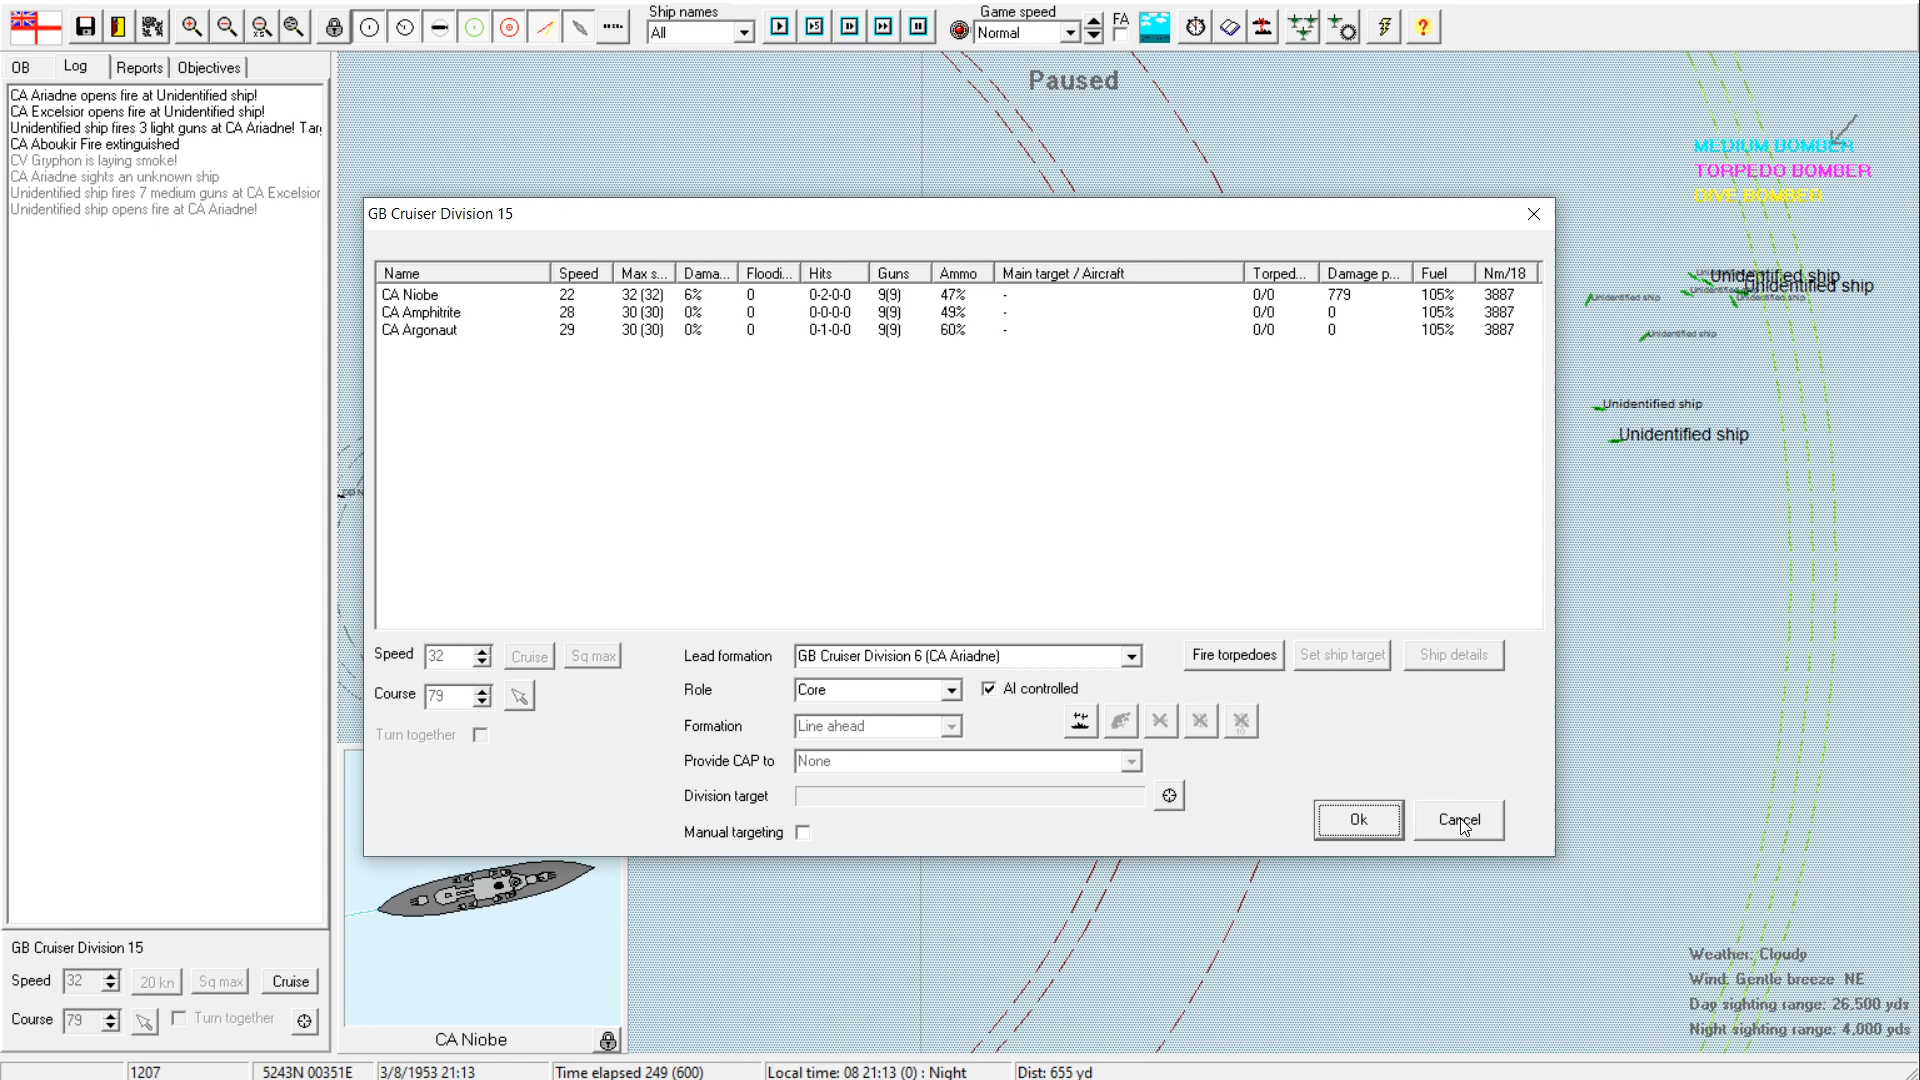 Ship names
Game speed
FA
All
Normal
OB
Log
Reports
Objectives
Paused
CA Ariadne opens fire at Unidentified ship!
CA Excelsior opens fire at Unidentified ship!
Unidentified ship fires 3 light guns at CA Ariadne! Tar
CA Aboukir Fire extinguished
CV Gryphon is laying smoke!
CA Ariadne sights an unknown ship
Unidentified ship fires 7 medium guns at CA Excelsior
Unidentified ship opens fire at CA Ariadne!
MEDIUM BOMBER
TORPEDO BOMBER
DIVE BOMBER
GB Cruiser Division 15
Name Speed Max s... Dama... Floodi... Hits Guns Ammo Main target / Aircraft Torped... Damage p... Fuel Nm/18
CA Niobe 22 32 (32) 6% 0 0-2-0-0 9(9) 47% - 0/0 779 105% 3887
CA Amphitrite 28 30 (30) 0% 0 0-0-0-0 9(9) 49% - 0/0 0 105% 3887
CA Argonaut 29 30 (30) 0% 0 0-1-0-0 9(9) 60% - 0/0 0 105% 3887
Unidentified ship
Unidentified ship
Unidentified ship
Unidentified ship
Unidentified ship
Unidentified ship
Speed 32 Cruise Sq max
Course 79
Turn together
Lead formation GB Cruiser Division 6 (CA Ariadne)
Role Core AI controlled
Formation Line ahead
Provide CAP to None
Division target
Manual targeting
Fire torpedoes Set ship target Ship details
Ok Cancel
GB Cruiser Division 15
Speed 32 20 kn Sq max Cruise
Course 79 Turn together
CA Niobe
Weather: Cloudy
Wind: Gentle breeze NE
Day sighting range: 26,500 yds
Night sighting range: 4,000 yds
1207 5243N 00351E 3/8/1953 21:13 Time elapsed 249 (600) Local time: 08 21:13 (0) : Night Dist: 655 yd